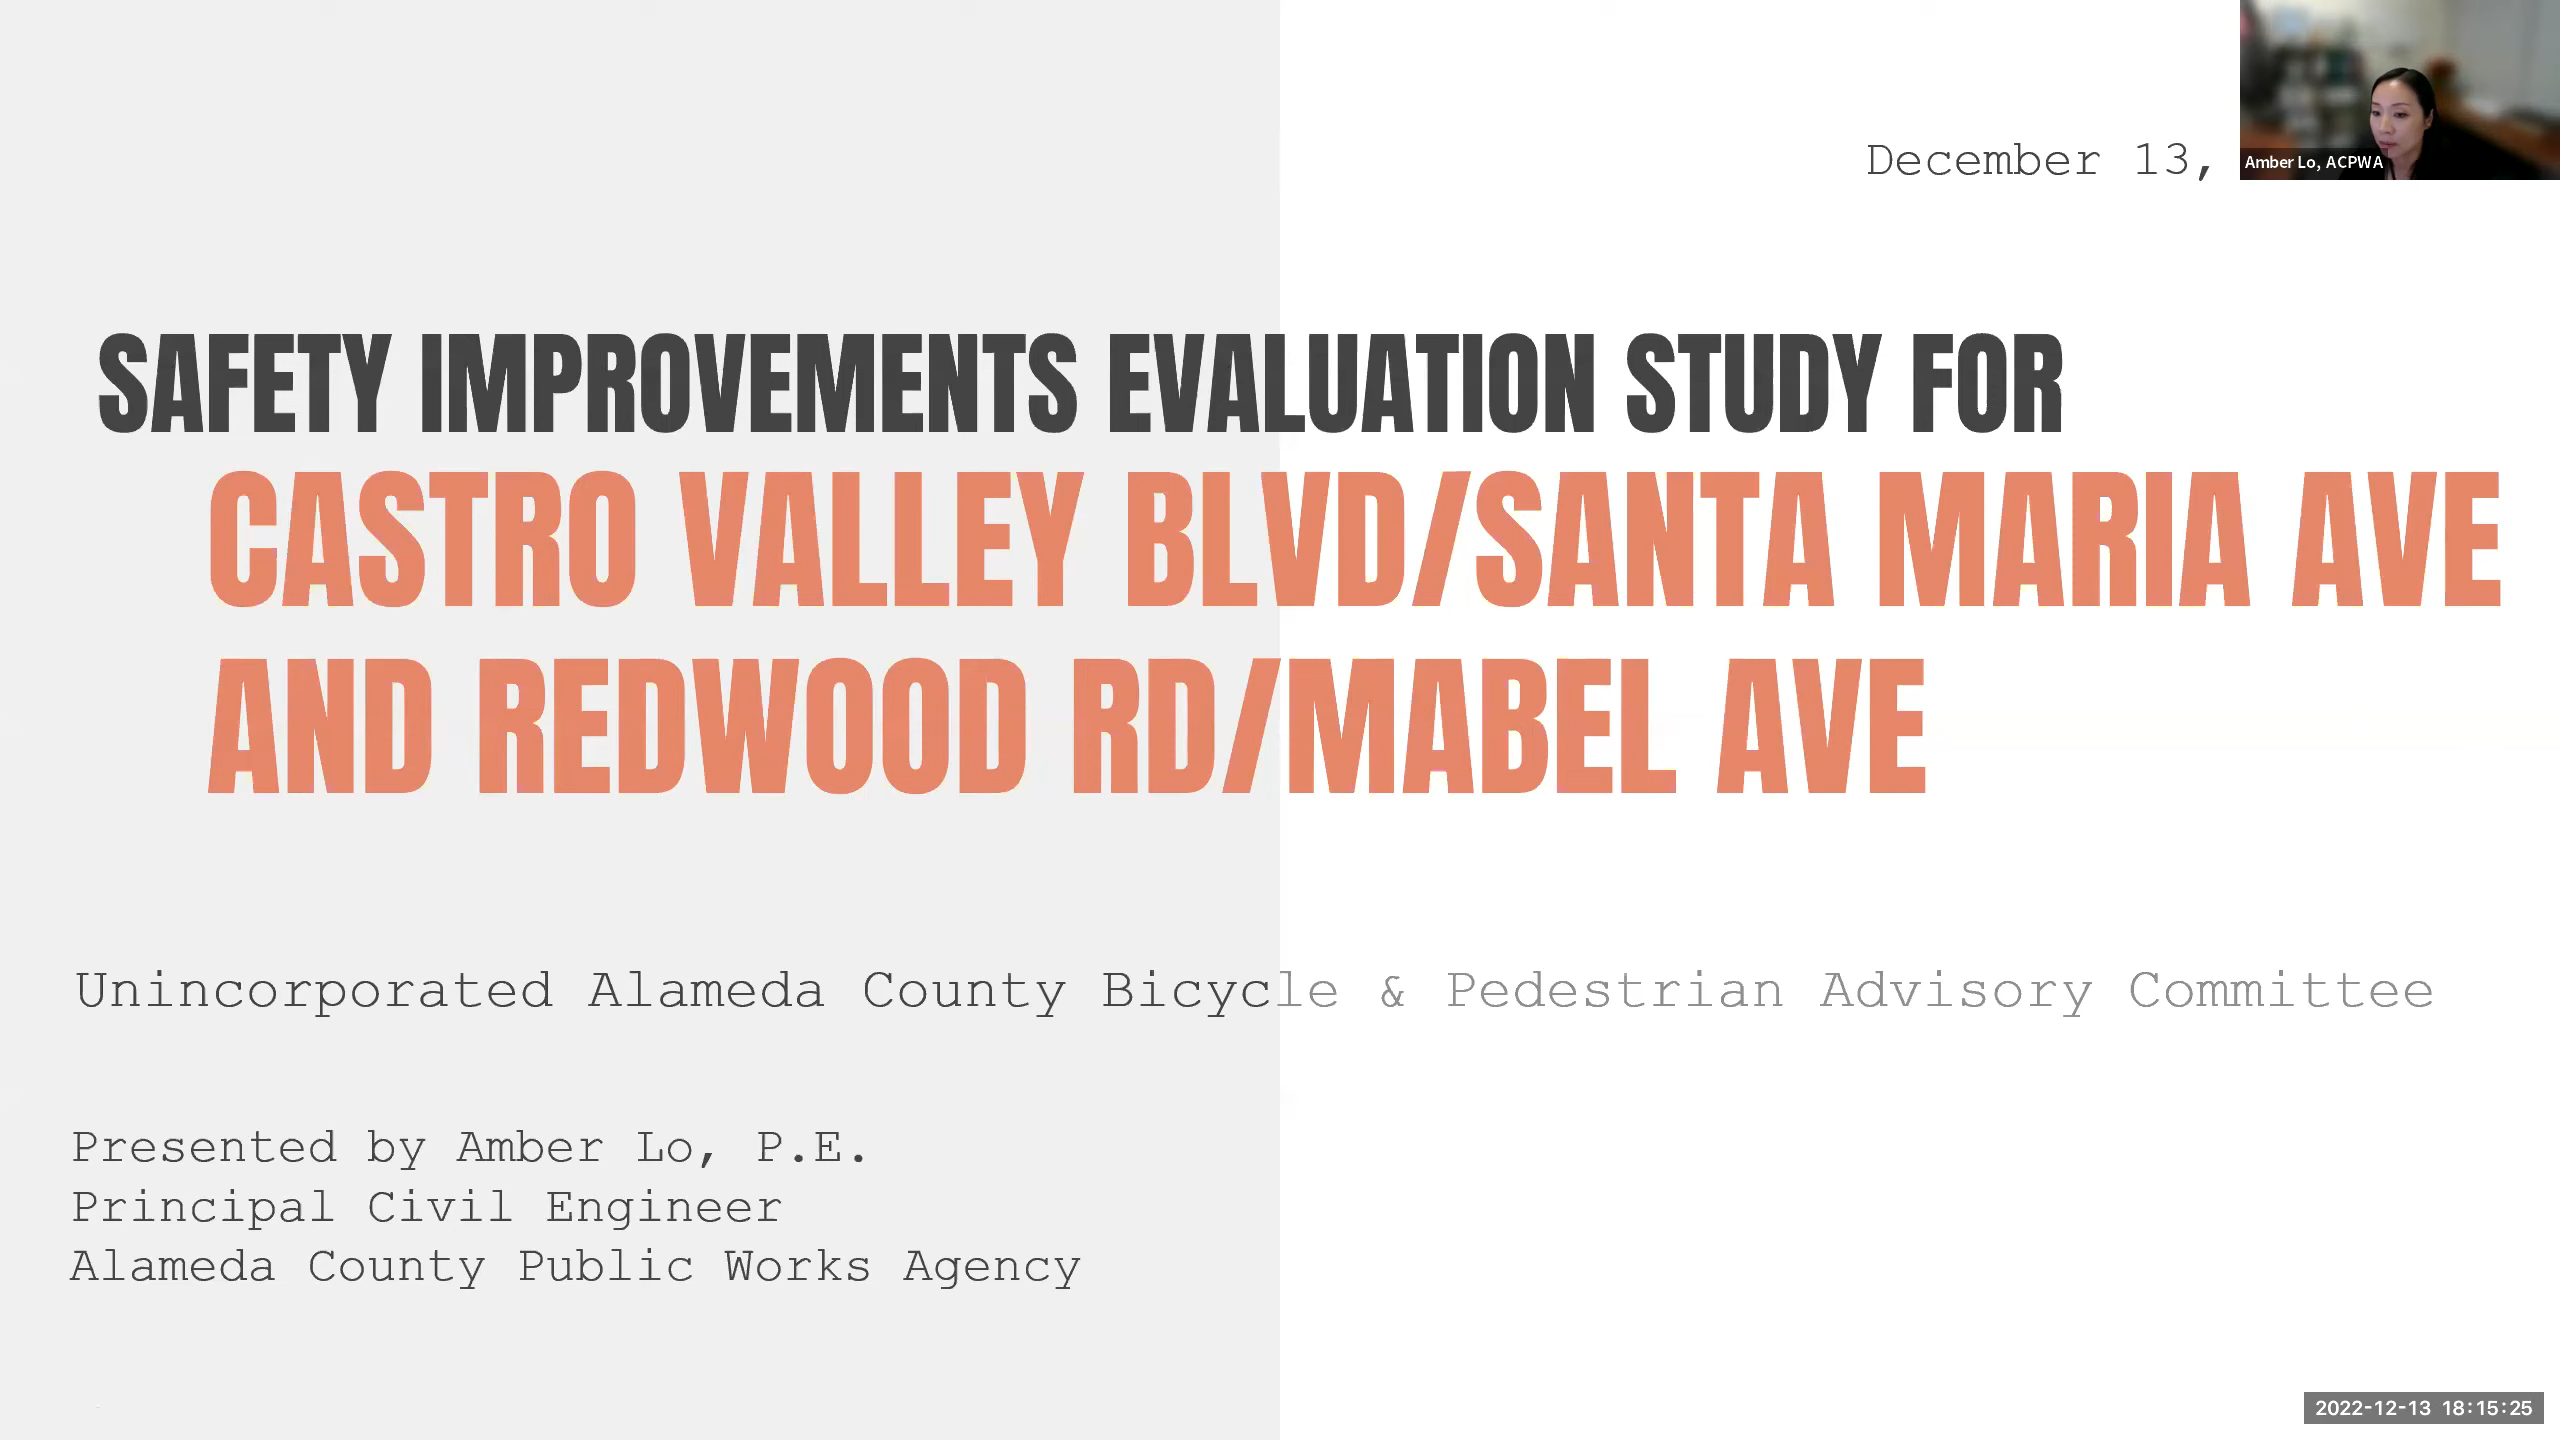 December 13,
Amber Lo, ACPWA
SAFETY IMPROVEMENTS EVALUATION STUDY FOR
CASTRO VALLEY BLVD/SANTA MARIA AVE
AND REDWOOD RD/MABEL AVE
Unincorporated Alameda County Bicycle & Pedestrian Advisory Committee
Presented by Amber Lo, P.E.
Principal Civil Engineer
Alameda County Public Works Agency
2022-12-13 18:15:25